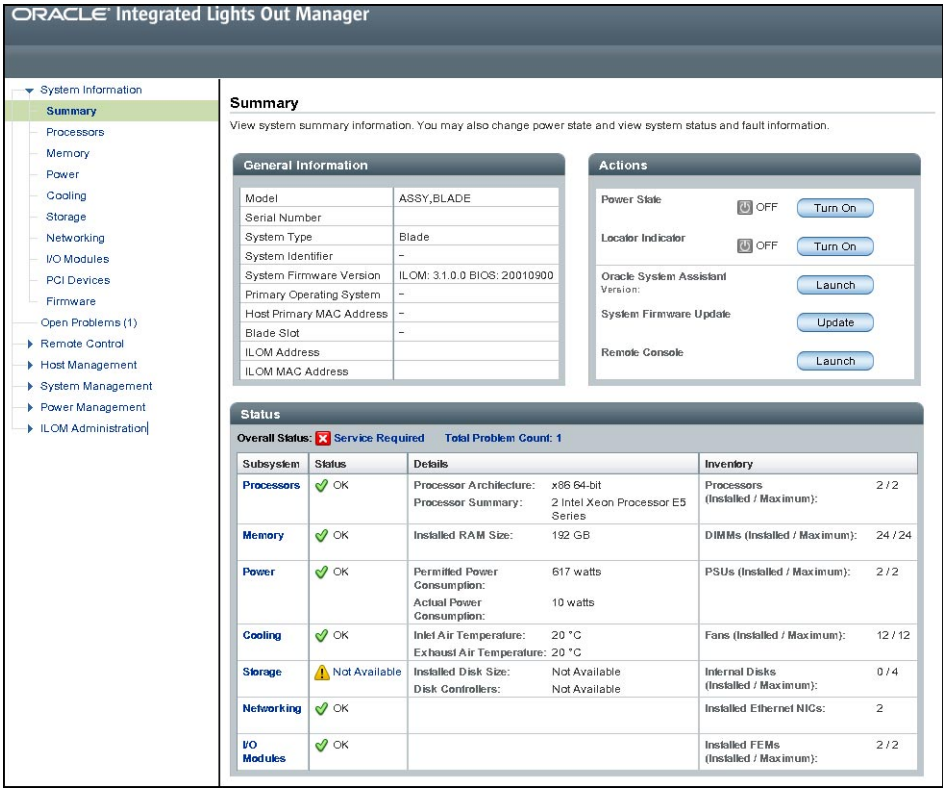 ORACLE® Integrated Lights Out Manager
System Information
Summary
Processors
Memory
Power
Cooling
Storage
Networking
I/O Modules
PCI Devices
Firmware
Open Problems (1)
Remote Control
Host Management
System Management
Power Management
ILOM Administration
Summary
View system summary information. You may also change power state and view system status and fault information.
General Information
Model ASSY,BLADE
Serial Number
System Type Blade
System Identifier -
System Firmware Version ILOM: 3.1.0.0 BIOS: 20010900
Primary Operating System -
Host Primary MAC Address -
Blade Slot -
ILOM Address
ILOM MAC Address
Actions
Power State OFF Turn On
Locator Indicator OFF Turn On
Oracle System Assistant
Version:
Launch
System Firmware Update Update
Remote Console Launch
Status
Overall Status: Service Required Total Problem Count: 1
Subsystem Status Details Inventory
Processors OK Processor Architecture: x86 64-bit Processors 2 / 2
Processor Summary: 2 Intel Xeon Processor E5 (Installed / Maximum):
Series
Memory OK Installed RAM Size: 192 GB DIMMs (Installed / Maximum): 24 / 24
Power OK Permitted Power 617 watts PSUs (Installed / Maximum): 2 / 2
Consumption:
Actual Power 10 watts
Consumption:
Cooling OK Inlet Air Temperature: 20 °C Fans (Installed / Maximum): 12 / 12
Exhaust Air Temperature: 20 °C
Storage Not Available Installed Disk Size: Not Available Internal Disks 0 / 4
Disk Controllers: Not Available (Installed / Maximum):
Networking OK Installed Ethernet NICs: 2
I/O OK Installed FEMs 2 / 2
Modules (Installed / Maximum):